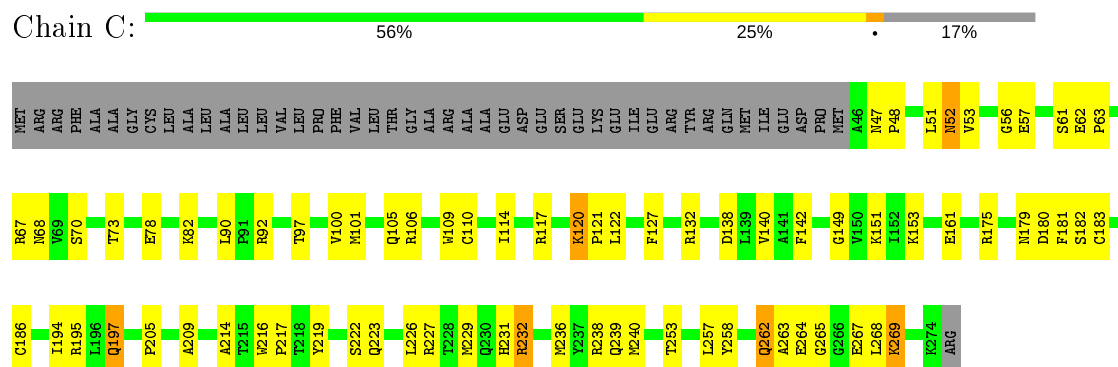 Chain C:
56% 25% • 17%
MET ARG ARG PHE ALA ALA GLY CYS LEU ALA LEU ALA LEU LEU VAL LEU PRO PHE VAL LEU THR GLY ALA ARG ALA ALA GLU ASP GLU SER GLU LYS GLU ILE GLU ARG TYR ARG GLN MET ILE GLU ASP PRO MET A46 N47 P48 L51 N52 V53 G56 E57 S61 E62 P63
R67 N68 V69 S70 T73 E78 K82 L90 P91 R92 T97 V100 M101 Q105 R106 W109 C110 I114 R117 K120 P121 L122 F127 R132 D138 L139 V140 A141 F142 G149 V150 K151 I152 K153 E161 R175 N179 D180 F181 S182 C183
C186 I194 R195 L196 Q197 P205 A209 A214 T215 W216 P217 T218 Y219 S222 Q223 L226 R227 T228 M229 Q230 H231 R232 M236 Y237 R238 Q239 M240 T253 L257 Y258 Q262 A263 E264 G265 G266 E267 L268 K269 K274 ARG